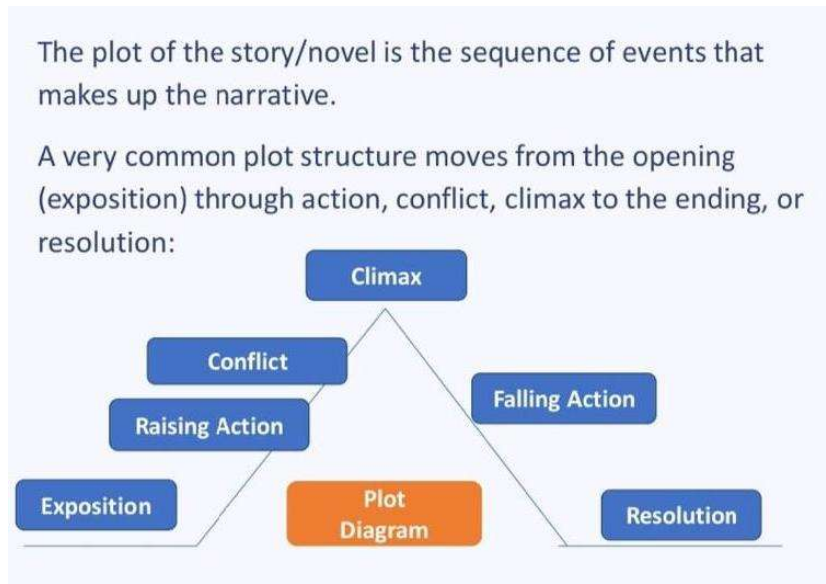 The plot of the story/novel is the sequence of events that
makes up the narrative.
A very common plot structure moves from the opening
(exposition) through action, conflict, climax to the ending, or
resolution:
Climax
Conflict
Raising Action
Falling Action
Exposition
Plot
Diagram
Resolution